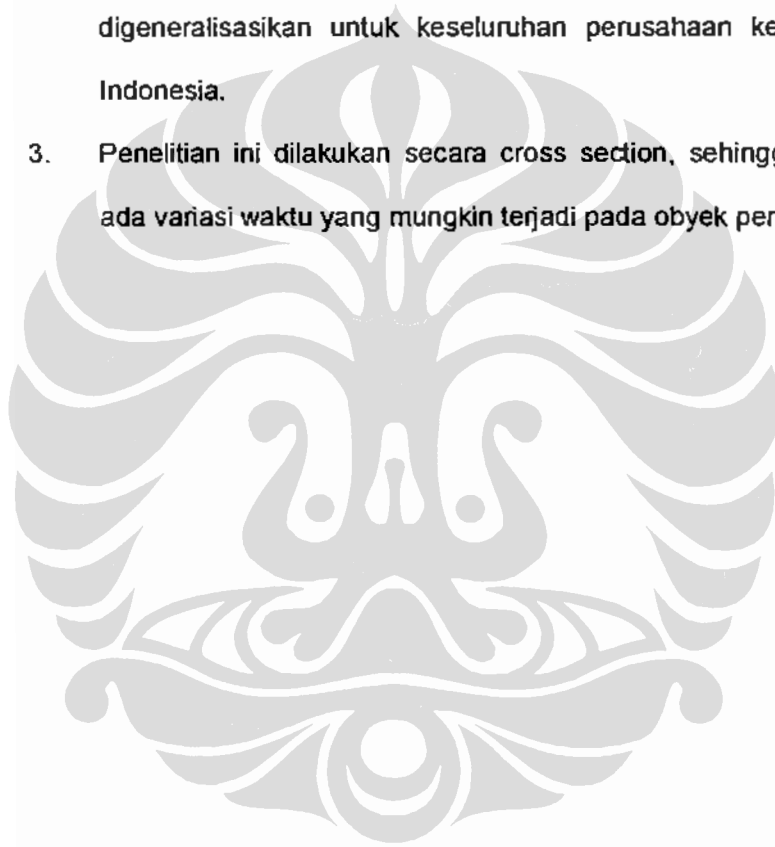 digeneralisasikan untuk keseluruhan perusahaan ke
Indonesia.
3. Penelitian ini dilakukan secara cross section, sehingg
ada variasi waktu yang mungkin terjadi pada obyek per